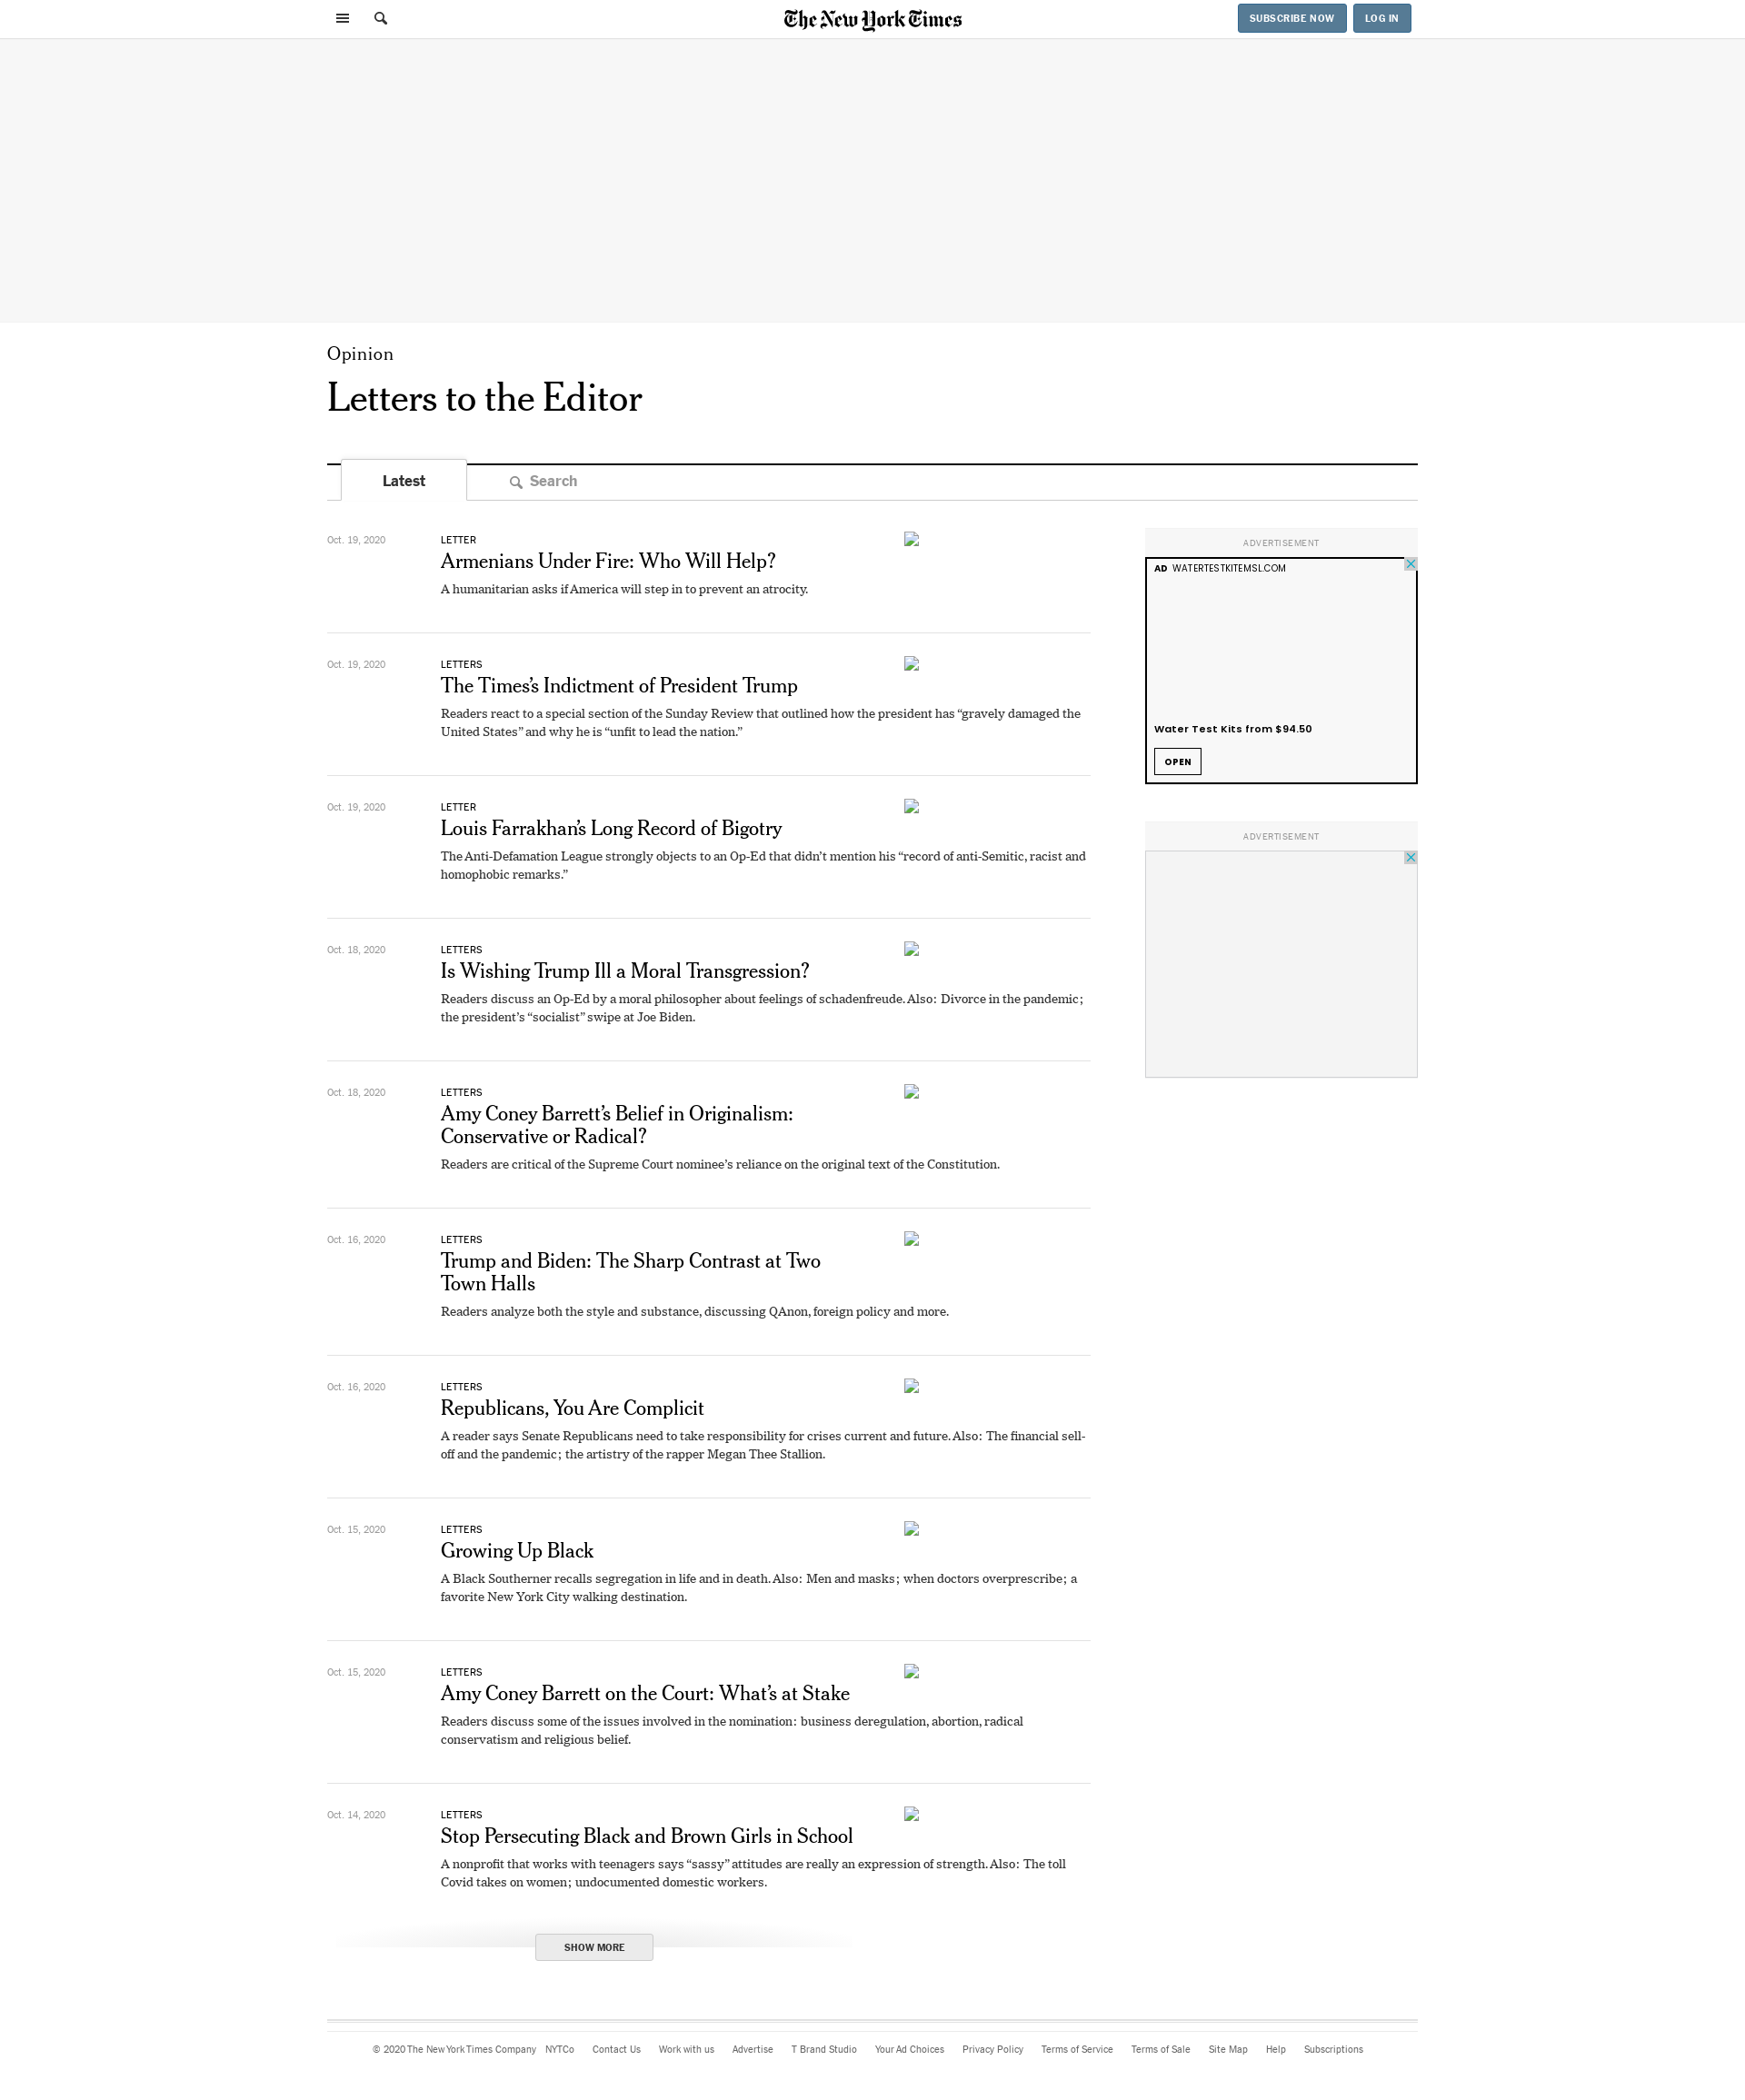 The New York Times
SUBSCRIBE NOW
LOG IN
Opinion
Letters to the Editor
Latest
Search
Oct. 19, 2020
LETTER
Armenians Under Fire: Who Will Help?
A humanitarian asks if America will step in to prevent an atrocity.
Oct. 19, 2020
LETTERS
The Times’s Indictment of President Trump
Readers react to a special section of the Sunday Review that outlined how the president has “gravely damaged the
United States” and why he is “unfit to lead the nation.”
Oct. 19, 2020
LETTER
Louis Farrakhan’s Long Record of Bigotry
The Anti-Defamation League strongly objects to an Op-Ed that didn’t mention his “record of anti-Semitic, racist and
homophobic remarks.”
Oct. 18, 2020
LETTERS
Is Wishing Trump Ill a Moral Transgression?
Readers discuss an Op-Ed by a moral philosopher about feelings of schadenfreude. Also: Divorce in the pandemic;
the president’s “socialist” swipe at Joe Biden.
Oct. 18, 2020
LETTERS
Amy Coney Barrett’s Belief in Originalism:
Conservative or Radical?
Readers are critical of the Supreme Court nominee’s reliance on the original text of the Constitution.
Oct. 16, 2020
LETTERS
Trump and Biden: The Sharp Contrast at Two
Town Halls
Readers analyze both the style and substance, discussing QAnon, foreign policy and more.
Oct. 16, 2020
LETTERS
Republicans, You Are Complicit
A reader says Senate Republicans need to take responsibility for crises current and future. Also: The financial sell-
off and the pandemic; the artistry of the rapper Megan Thee Stallion.
Oct. 15, 2020
LETTERS
Growing Up Black
A Black Southerner recalls segregation in life and in death. Also: Men and masks; when doctors overprescribe; a
favorite New York City walking destination.
Oct. 15, 2020
LETTERS
Amy Coney Barrett on the Court: What’s at Stake
Readers discuss some of the issues involved in the nomination: business deregulation, abortion, radical
conservatism and religious belief.
Oct. 14, 2020
LETTERS
Stop Persecuting Black and Brown Girls in School
A nonprofit that works with teenagers says “sassy” attitudes are really an expression of strength. Also: The toll
Covid takes on women; undocumented domestic workers.
SHOW MORE
ADVERTISEMENT
AD WATERTESTKITEMSL.COM
Water Test Kits from $94.50
OPEN
ADVERTISEMENT
© 2020 The New York Times Company NYTCo Contact Us Work with us Advertise T Brand Studio Your Ad Choices Privacy Policy Terms of Service Terms of Sale Site Map Help Subscriptions